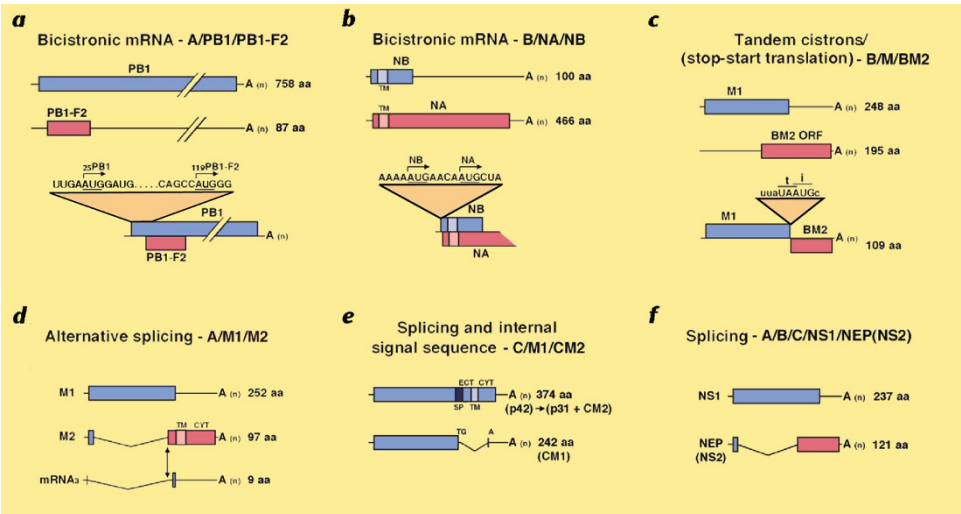 a
Bicistronic mRNA - A/PB1/PB1-F2
PB1
A (n) 758 aa
PB1-F2
A (n) 87 aa
25PB1
119PB1-F2
UUGAAUGGAUG.....CAGCCAUGGG
PB1
A (n)
PB1-F2
b
Bicistronic mRNA - B/NA/NB
NB
A (n) 100 aa
TM
TM
NA
A (n) 466 aa
NB
NA
AAAAAUGAACAAUGCUA
NB
NA
c
Tandem cistrons/
(stop-start translation) - B/M/BM2
M1
A (n) 248 aa
BM2 ORF
A (n) 195 aa
t i
uuaUAAUGc
M1
BM2
A (n)
109 aa
d
Alternative splicing - A/M1/M2
M1
A (n) 252 aa
M2
TM CYT
A (n) 97 aa
mRNA3
A (n) 9 aa
e
Splicing and internal
signal sequence - C/M1/CM2
ECT CYT
A (n) 374 aa
SP TM
(p42)→(p31 + CM2)
TG
A
A (n) 242 aa
(CM1)
f
Splicing - A/B/C/NS1/NEP(NS2)
NS1
A (n) 237 aa
NEP
(NS2)
A (n) 121 aa